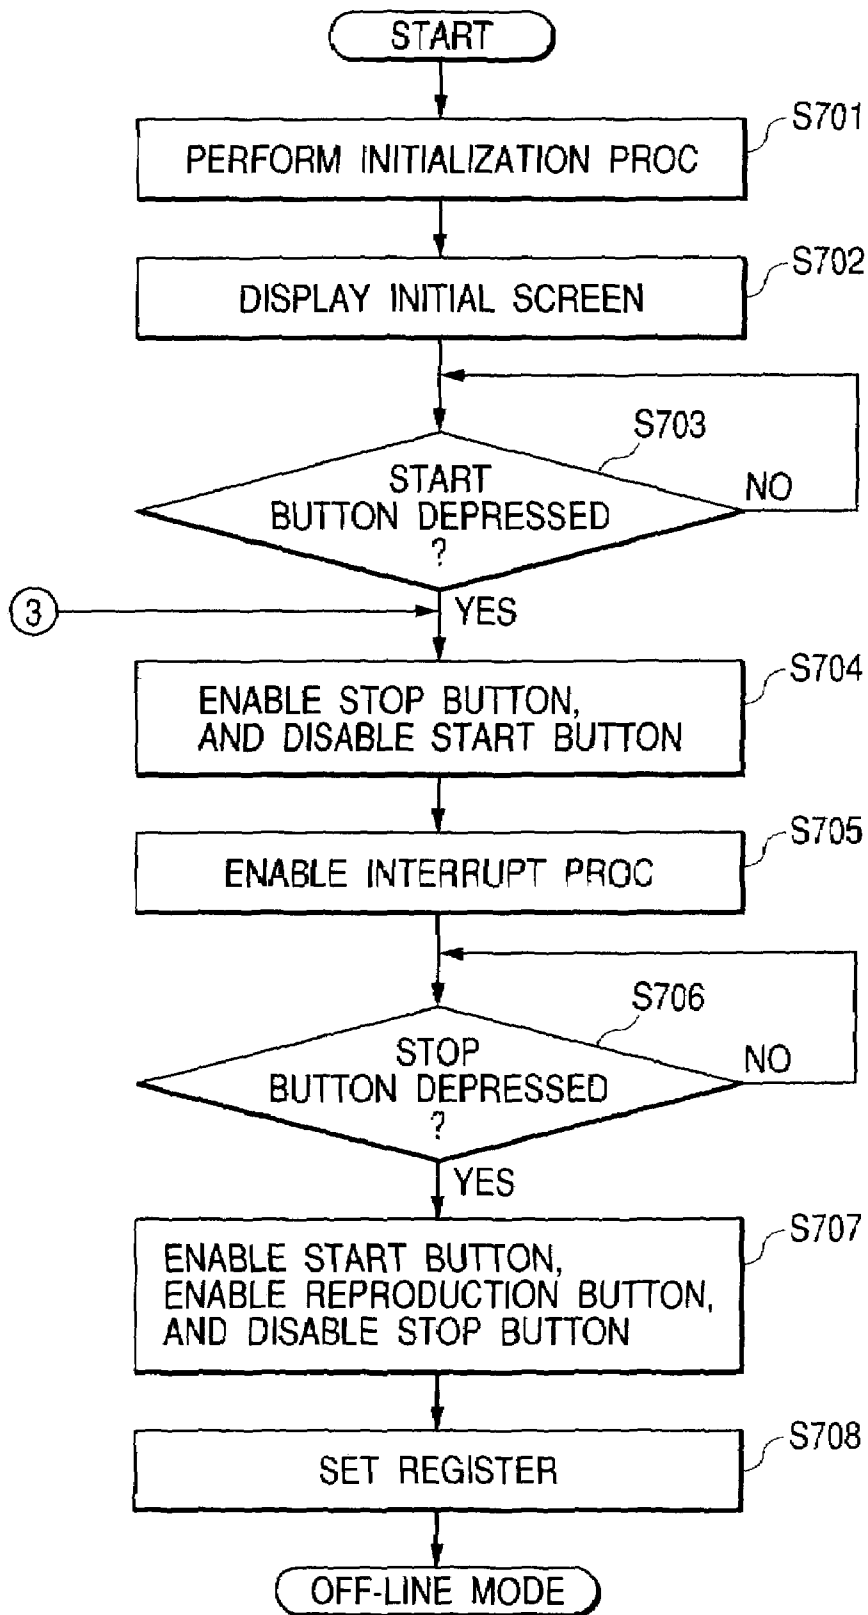 START
S701
PERFORM INITIALIZATION PROC
S702
DISPLAY INITIAL SCREEN
S703
START
BUTTON DEPRESSED
?
NO
3
YES
S704
ENABLE STOP BUTTON,
AND DISABLE START BUTTON
S705
ENABLE INTERRUPT PROC
S706
STOP
BUTTON DEPRESSED
?
NO
YES
S707
ENABLE START BUTTON,
ENABLE REPRODUCTION BUTTON,
AND DISABLE STOP BUTTON
S708
SET REGISTER
OFF-LINE MODE